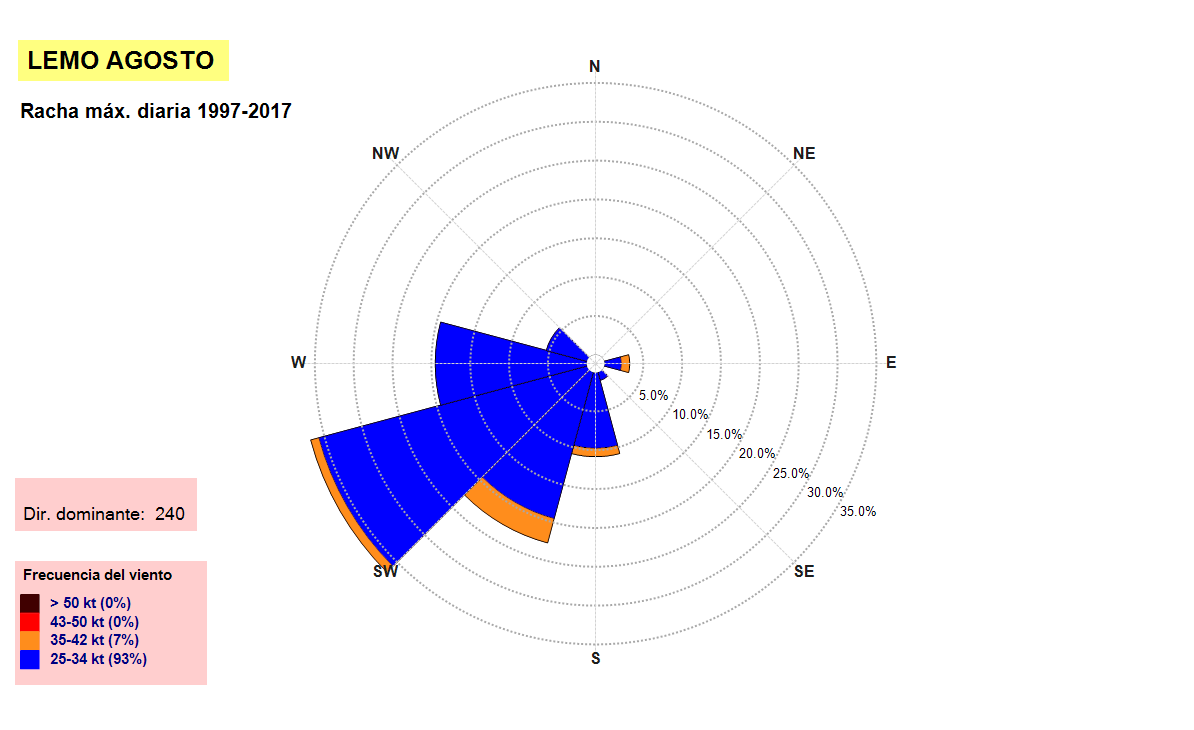 LEMO AGOSTO
Racha máx. diaria 1997-2017
N
NW
NE
W
E
5.0%
10.0%
15.0%
20.0%
25.0%
30.0%
35.0%
SW
SE
S
Dir. dominante: 240
Frecuencia del viento
> 50 kt (0%)
43-50 kt (0%)
35-42 kt (7%)
25-34 kt (93%)